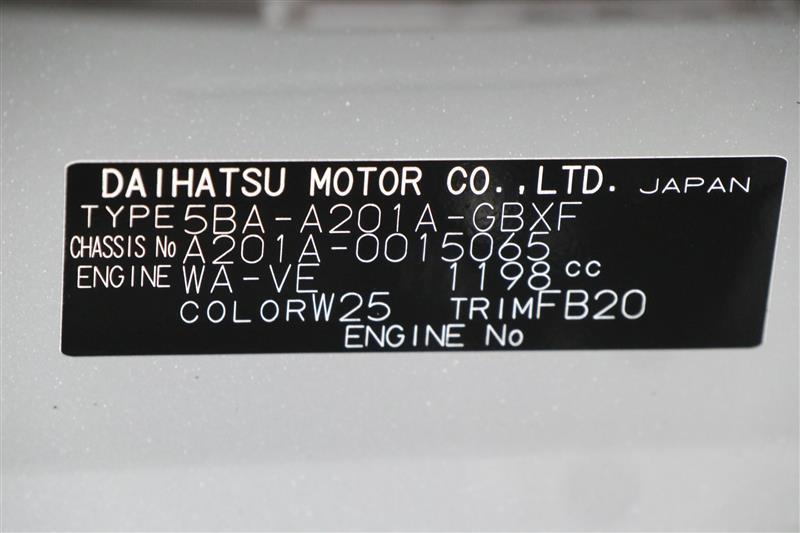 DAIHATSU MOTOR CO.,LTD. JAPAN
TYPE 5BA-A201A-GBXF
CHASSIS No A201A-0015065
ENGINE WA-VE 1198 cc
COLOR W25 TRIM FB20
ENGINE No